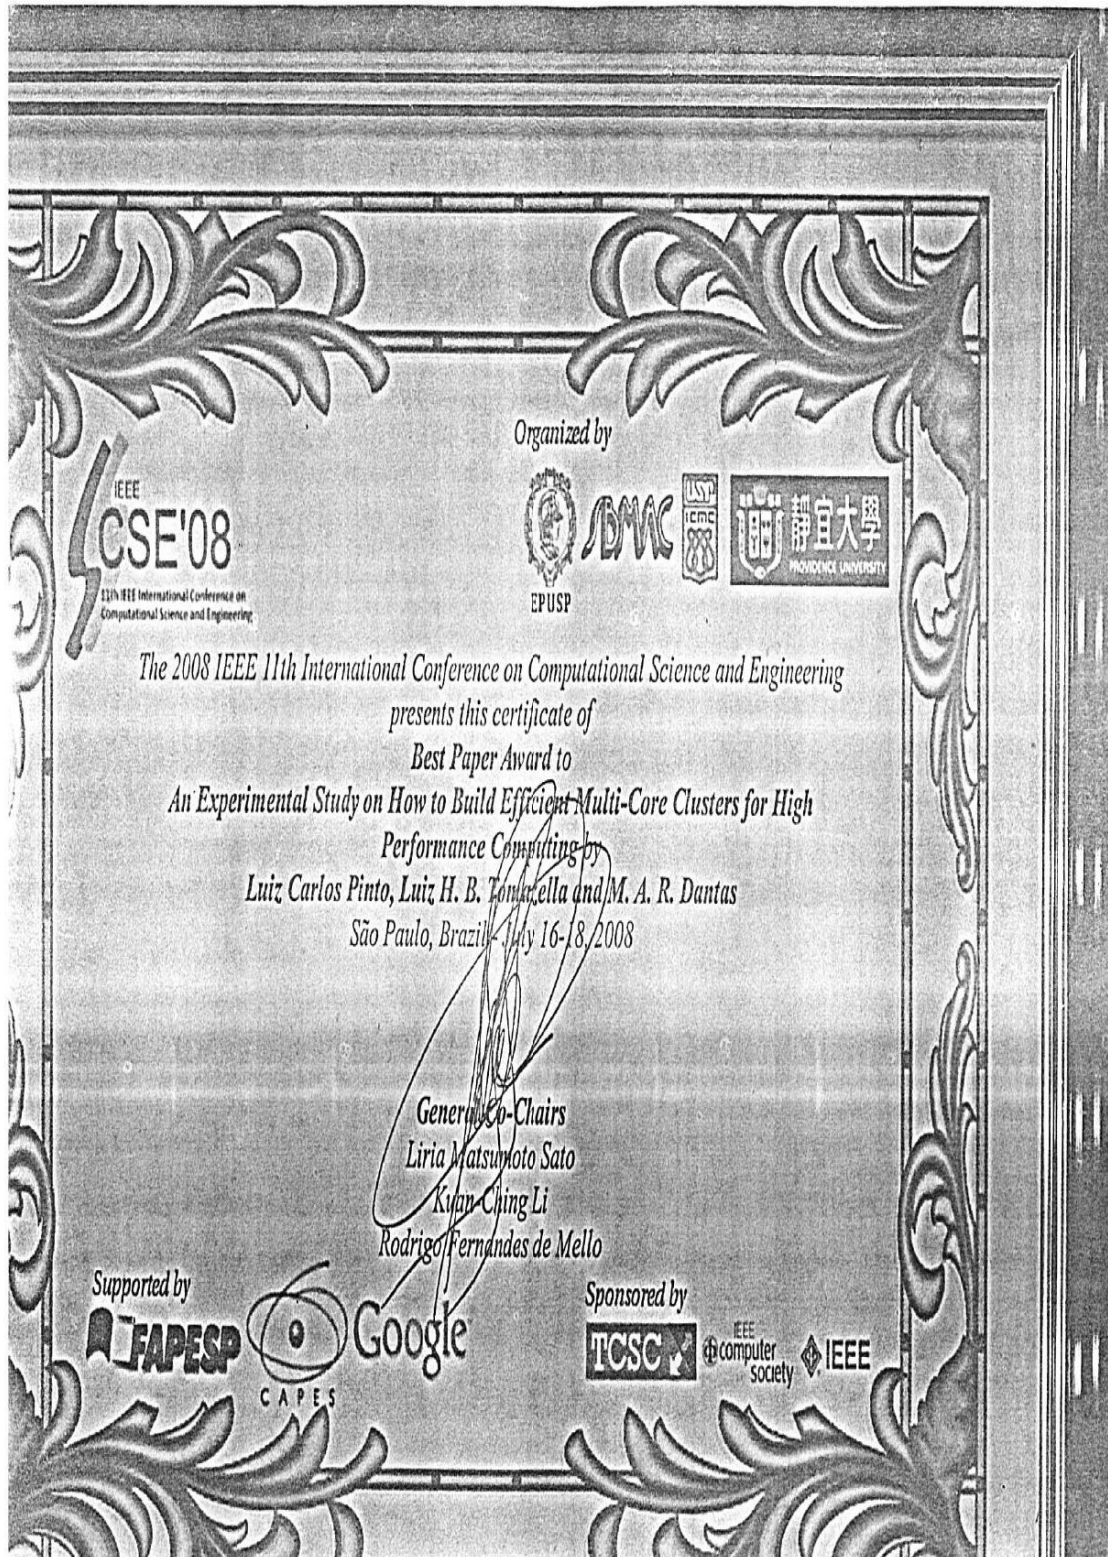 Organized by
IEEE
CSE'08
11th IEEE International Conference on
Computational Science and Engineering
EPUSP
SBMAC
USP
ICMC
靜宜大學
PROVIDENCE UNIVERSITY
The 2008 IEEE 11th International Conference on Computational Science and Engineering
presents this certificate of
Best Paper Award to
An Experimental Study on How to Build Efficient Multi-Core Clusters for High
Performance Computing by
Luiz Carlos Pinto, Luiz H. B. Tomazella and M. A. R. Dantas
São Paulo, Brazil - July 16-18, 2008
General Co-Chairs
Liria Matsumoto Sato
Kuan-Ching Li
Rodrigo Fernandes de Mello
Supported by
FAPESP
CAPES
Google
Sponsored by
TCSC
IEEE
computer
society
IEEE